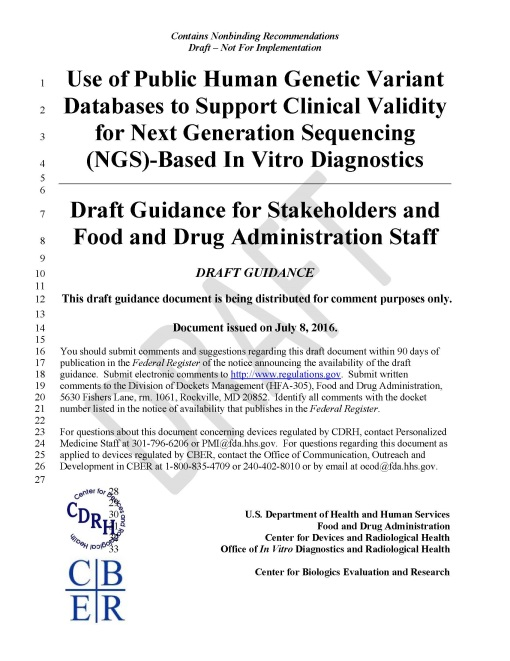 Contains Nonbinding Recommendations
Draft – Not For Implementation
1 Use of Public Human Genetic Variant
2 Databases to Support Clinical Validity
3 for Next Generation Sequencing
4 (NGS)-Based In Vitro Diagnostics
5
6
7 Draft Guidance for Stakeholders and
8 Food and Drug Administration Staff
9
10 DRAFT GUIDANCE
11
12 This draft guidance document is being distributed for comment purposes only.
13
14 Document issued on July 8, 2016.
15
16 You should submit comments and suggestions regarding this draft document within 90 days of
17 publication in the Federal Register of the notice announcing the availability of the draft
18 guidance. Submit electronic comments to http://www.regulations.gov. Submit written
19 comments to the Division of Dockets Management (HFA-305), Food and Drug Administration,
20 5630 Fishers Lane, rm. 1061, Rockville, MD 20852. Identify all comments with the docket
21 number listed in the notice of availability that publishes in the Federal Register.
22
23 For questions about this document concerning devices regulated by CDRH, contact Personalized
24 Medicine Staff at 301-796-6206 or PMI@fda.hhs.gov. For questions regarding this document as
25 applied to devices regulated by CBER, contact the Office of Communication, Outreach and
26 Development in CBER at 1-800-835-4709 or 240-402-8010 or by email at ocod@fda.hhs.gov.
27
DRAFT
28
30
33
Center for Devices and Radiological Health
CDRH
CBER
U.S. Department of Health and Human Services
Food and Drug Administration
Center for Devices and Radiological Health
Office of In Vitro Diagnostics and Radiological Health
Center for Biologics Evaluation and Research